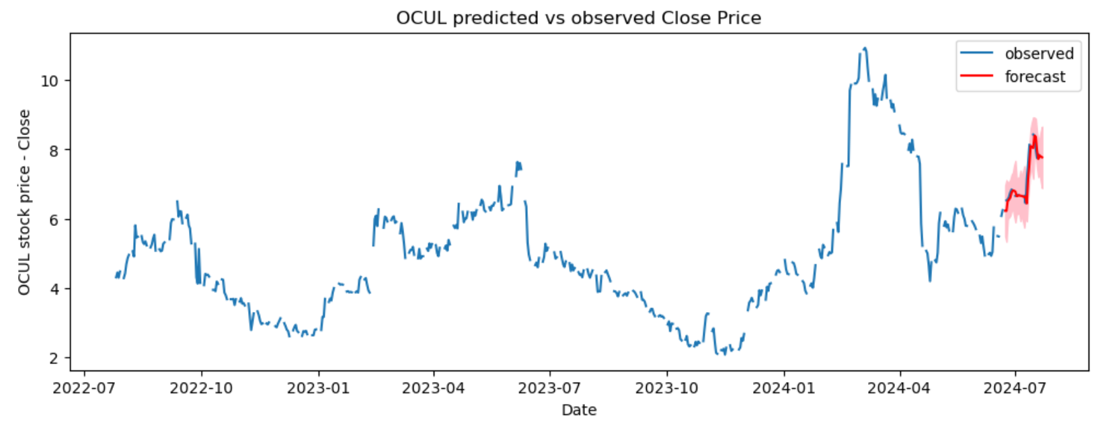 OCUL predicted vs observed Close Price
observed
forecast
OCUL stock price - Close
10
8
6
4
2
2022-07 2022-10 2023-01 2023-04 2023-07 2023-10 2024-01 2024-04 2024-07
Date